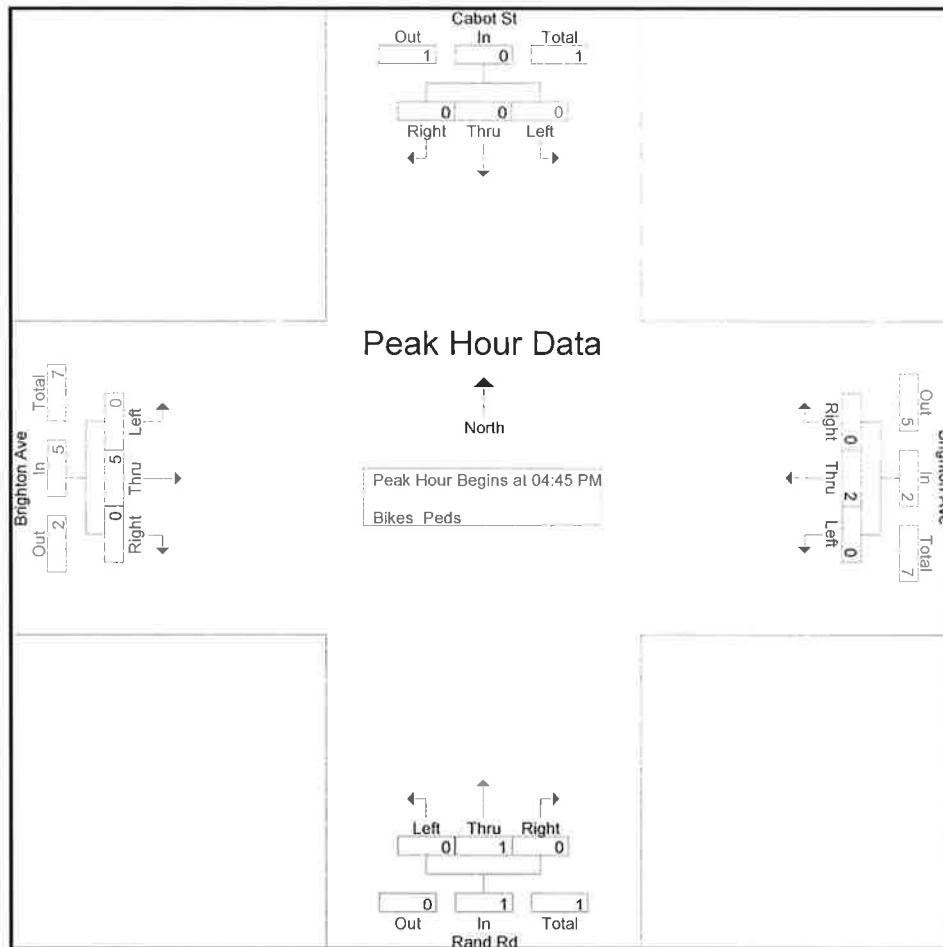 Cabot St
Out In Total
1 0 1
0 0 0
Right Thru Left
Peak Hour Data
North
Peak Hour Begins at 04:45 PM
Bikes Peds
Brighton Ave
Out In Total
2 5 7
0 5 0
Right Thru Left
Right Thru Left
0 2 0
Out In Total
5 2 7
Brighton Ave
Left Thru Right
0 1 0
0 1 1
Out In Total
Rand Rd